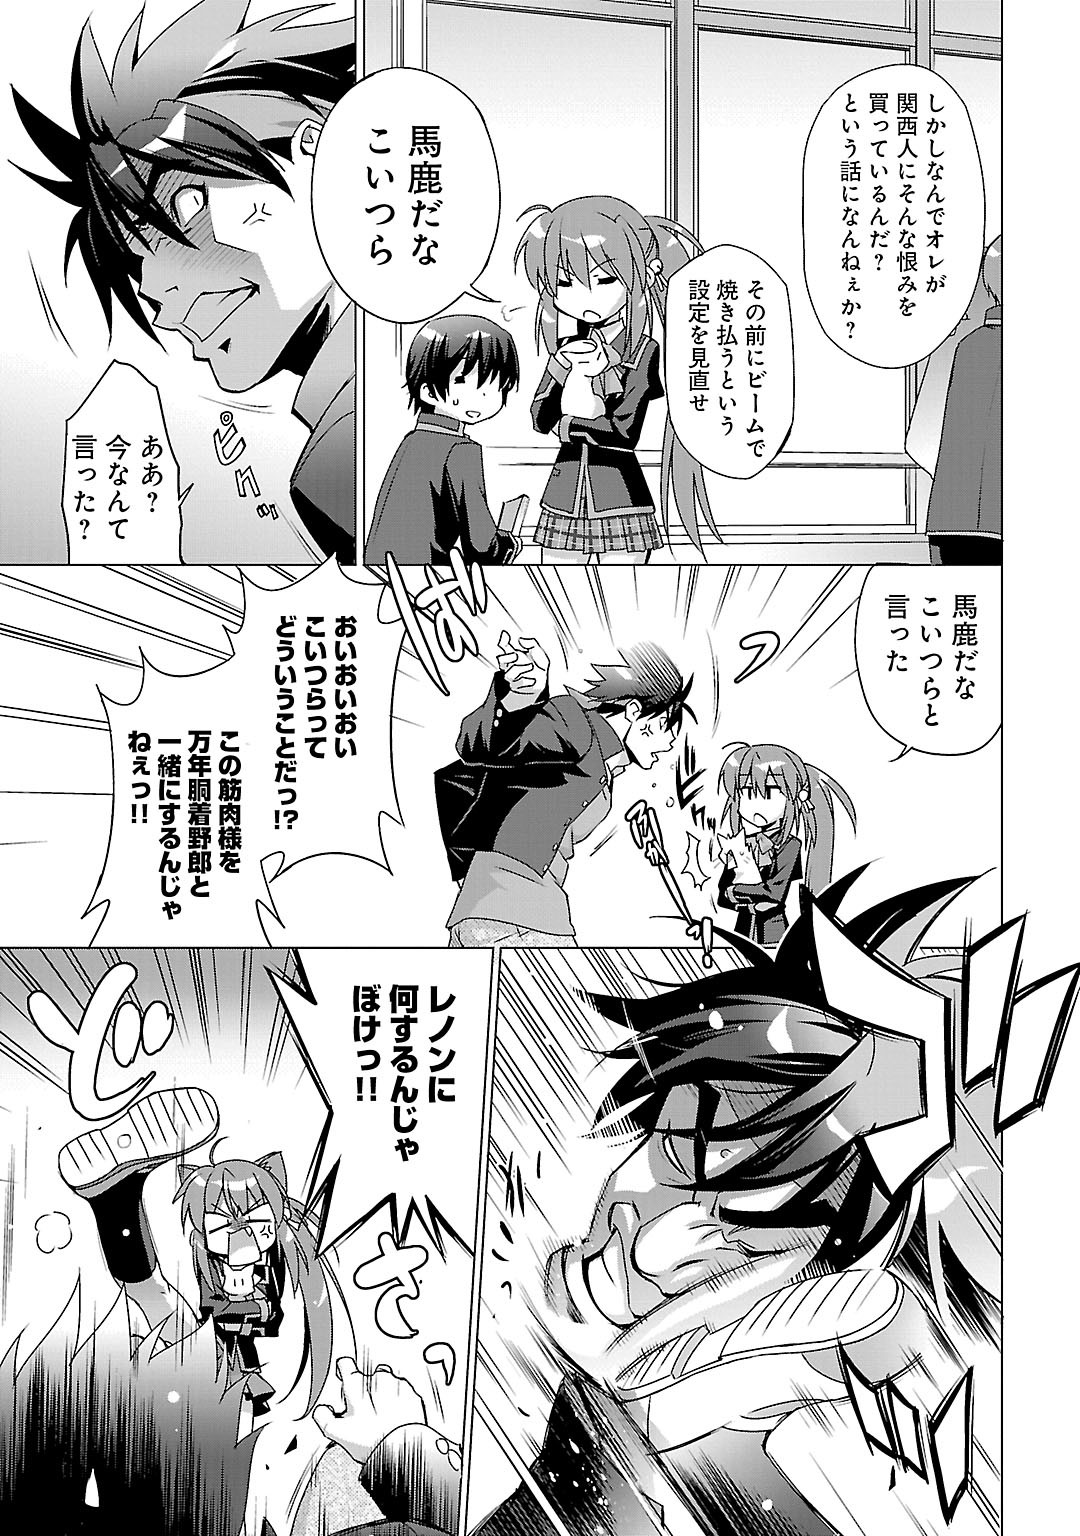 しかしなんでオレが
関西人にそんな恨みを
買っているんだ？
という話になんねぇか？
その前にビームで
焼き払うという
設定を見直せ
馬鹿だな
こいつら
ピクッ
ああ？
今なんて
言った？
馬鹿だな
こいつらと
言った
おいおいおい
こいつらって
どういうことだっ!?
この筋肉様を
万年胴着野郎と
一緒にするんじゃ
ねぇっ!!
レノンに
何するんじゃ
ぼけっ!!